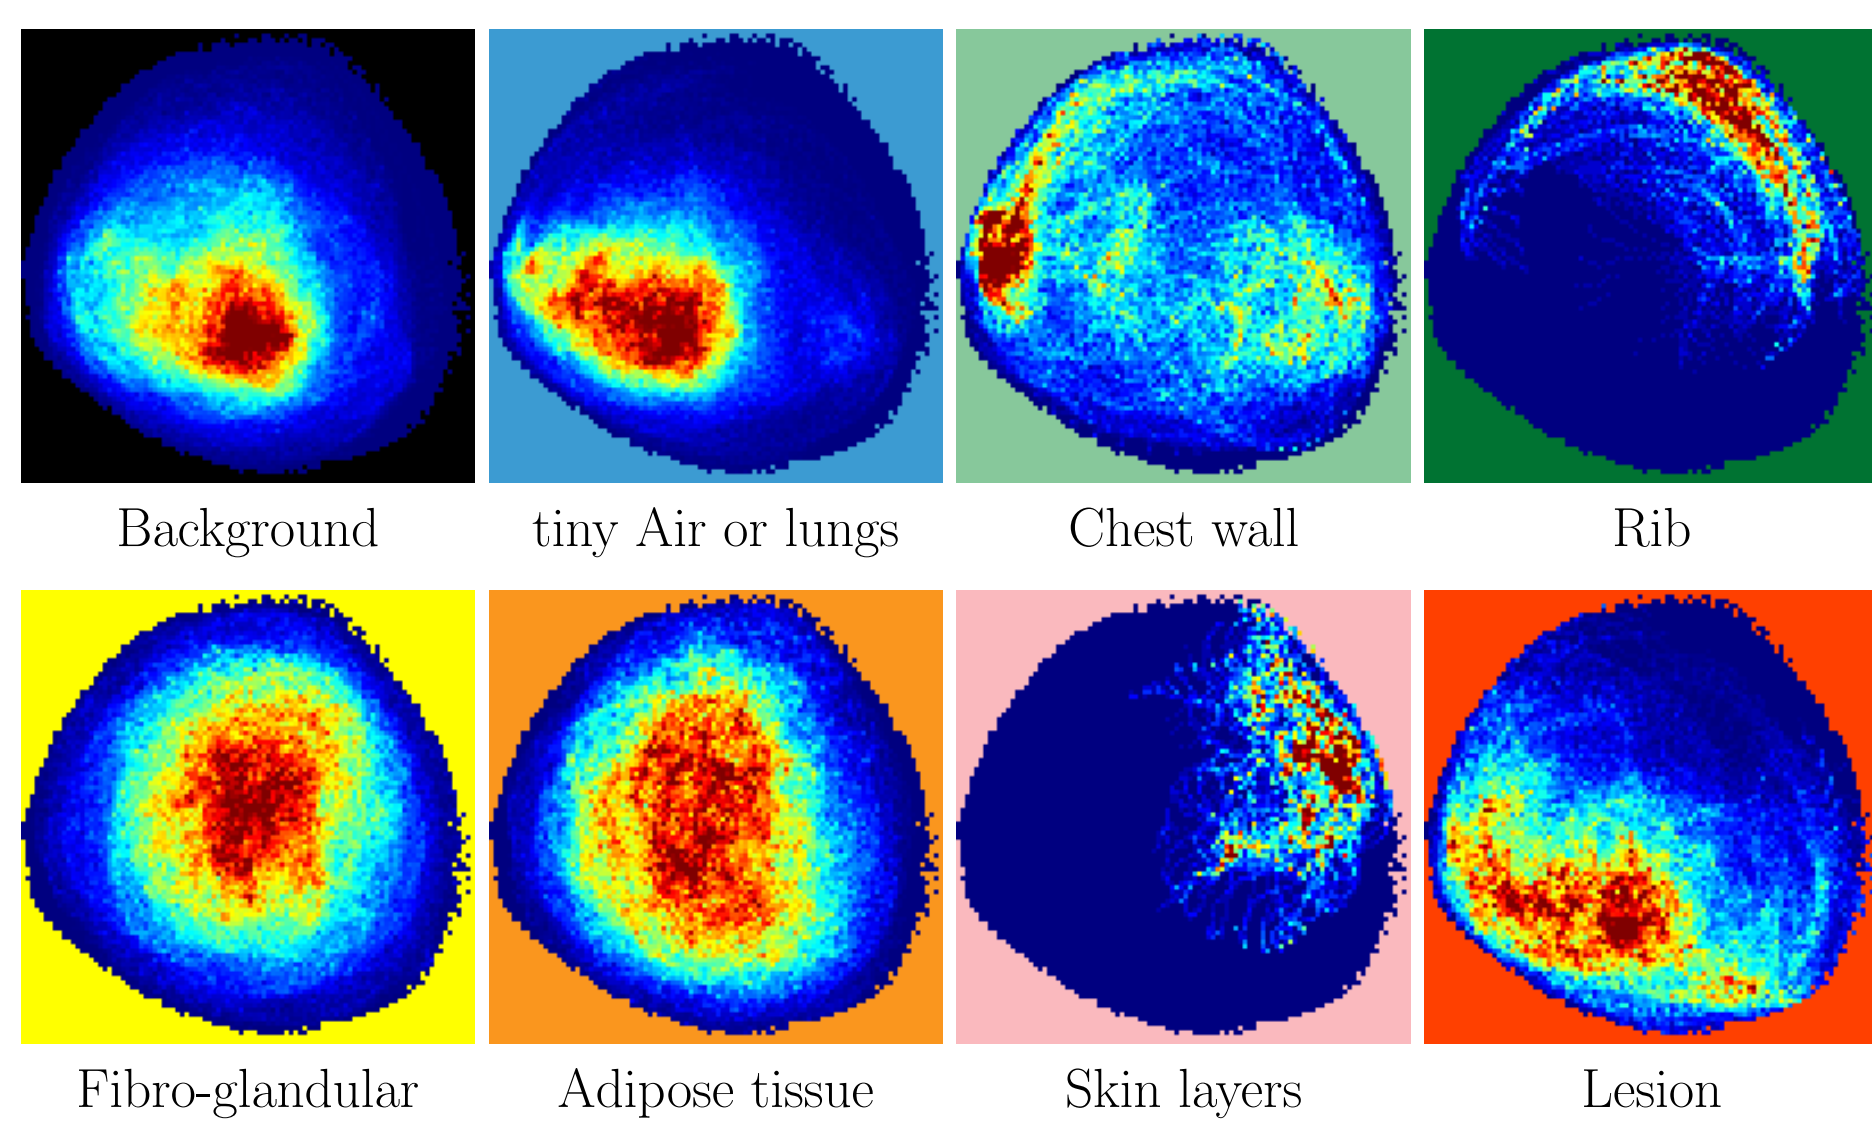 Background
tiny Air or lungs
Chest wall
Rib
Fibro-glandular
Adipose tissue
Skin layers
Lesion